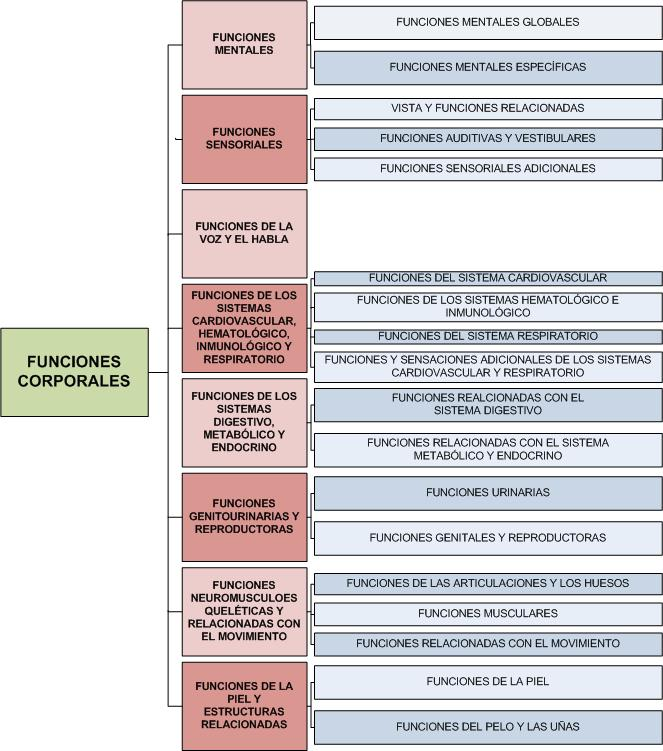 FUNCIONES
CORPORALES
FUNCIONES
MENTALES
FUNCIONES MENTALES GLOBALES
FUNCIONES MENTALES ESPECÍFICAS
FUNCIONES
SENSORIALES
VISTA Y FUNCIONES RELACIONADAS
FUNCIONES AUDITIVAS Y VESTIBULARES
FUNCIONES SENSORIALES ADICIONALES
FUNCIONES DE LA
VOZ Y EL HABLA
FUNCIONES DE LOS
SISTEMAS
CARDIOVASCULAR,
HEMATOLÓGICO,
INMUNOLÓGICO Y
RESPIRATORIO
FUNCIONES DEL SISTEMA CARDIOVASCULAR
FUNCIONES DE LOS SISTEMAS HEMATOLÓGICO E
INMUNOLÓGICO
FUNCIONES DEL SISTEMA RESPIRATORIO
FUNCIONES Y SENSACIONES ADICIONALES DE LOS SISTEMAS
CARDIOVASCULAR Y RESPIRATORIO
FUNCIONES DE LOS
SISTEMAS
DIGESTIVO,
METABÓLICO Y
ENDOCRINO
FUNCIONES REALCIONADAS CON EL
SISTEMA DIGESTIVO
FUNCIONES RELACIONADAS CON EL SISTEMA
METABÓLICO Y ENDOCRINO
FUNCIONES
GENITOURINARIAS Y
REPRODUCTORAS
FUNCIONES URINARIAS
FUNCIONES GENITALES Y REPRODUCTORAS
FUNCIONES
NEUROMUSCULOES
QUELÉTICAS Y
RELACIONADAS CON
EL MOVIMIENTO
FUNCIONES DE LAS ARTICULACIONES Y LOS HUESOS
FUNCIONES MUSCULARES
FUNCIONES RELACIONADAS CON EL MOVIMIENTO
FUNCIONES DE LA
PIEL Y
ESTRUCTURAS
RELACIONADAS
FUNCIONES DE LA PIEL
FUNCIONES DEL PELO Y LAS UÑAS